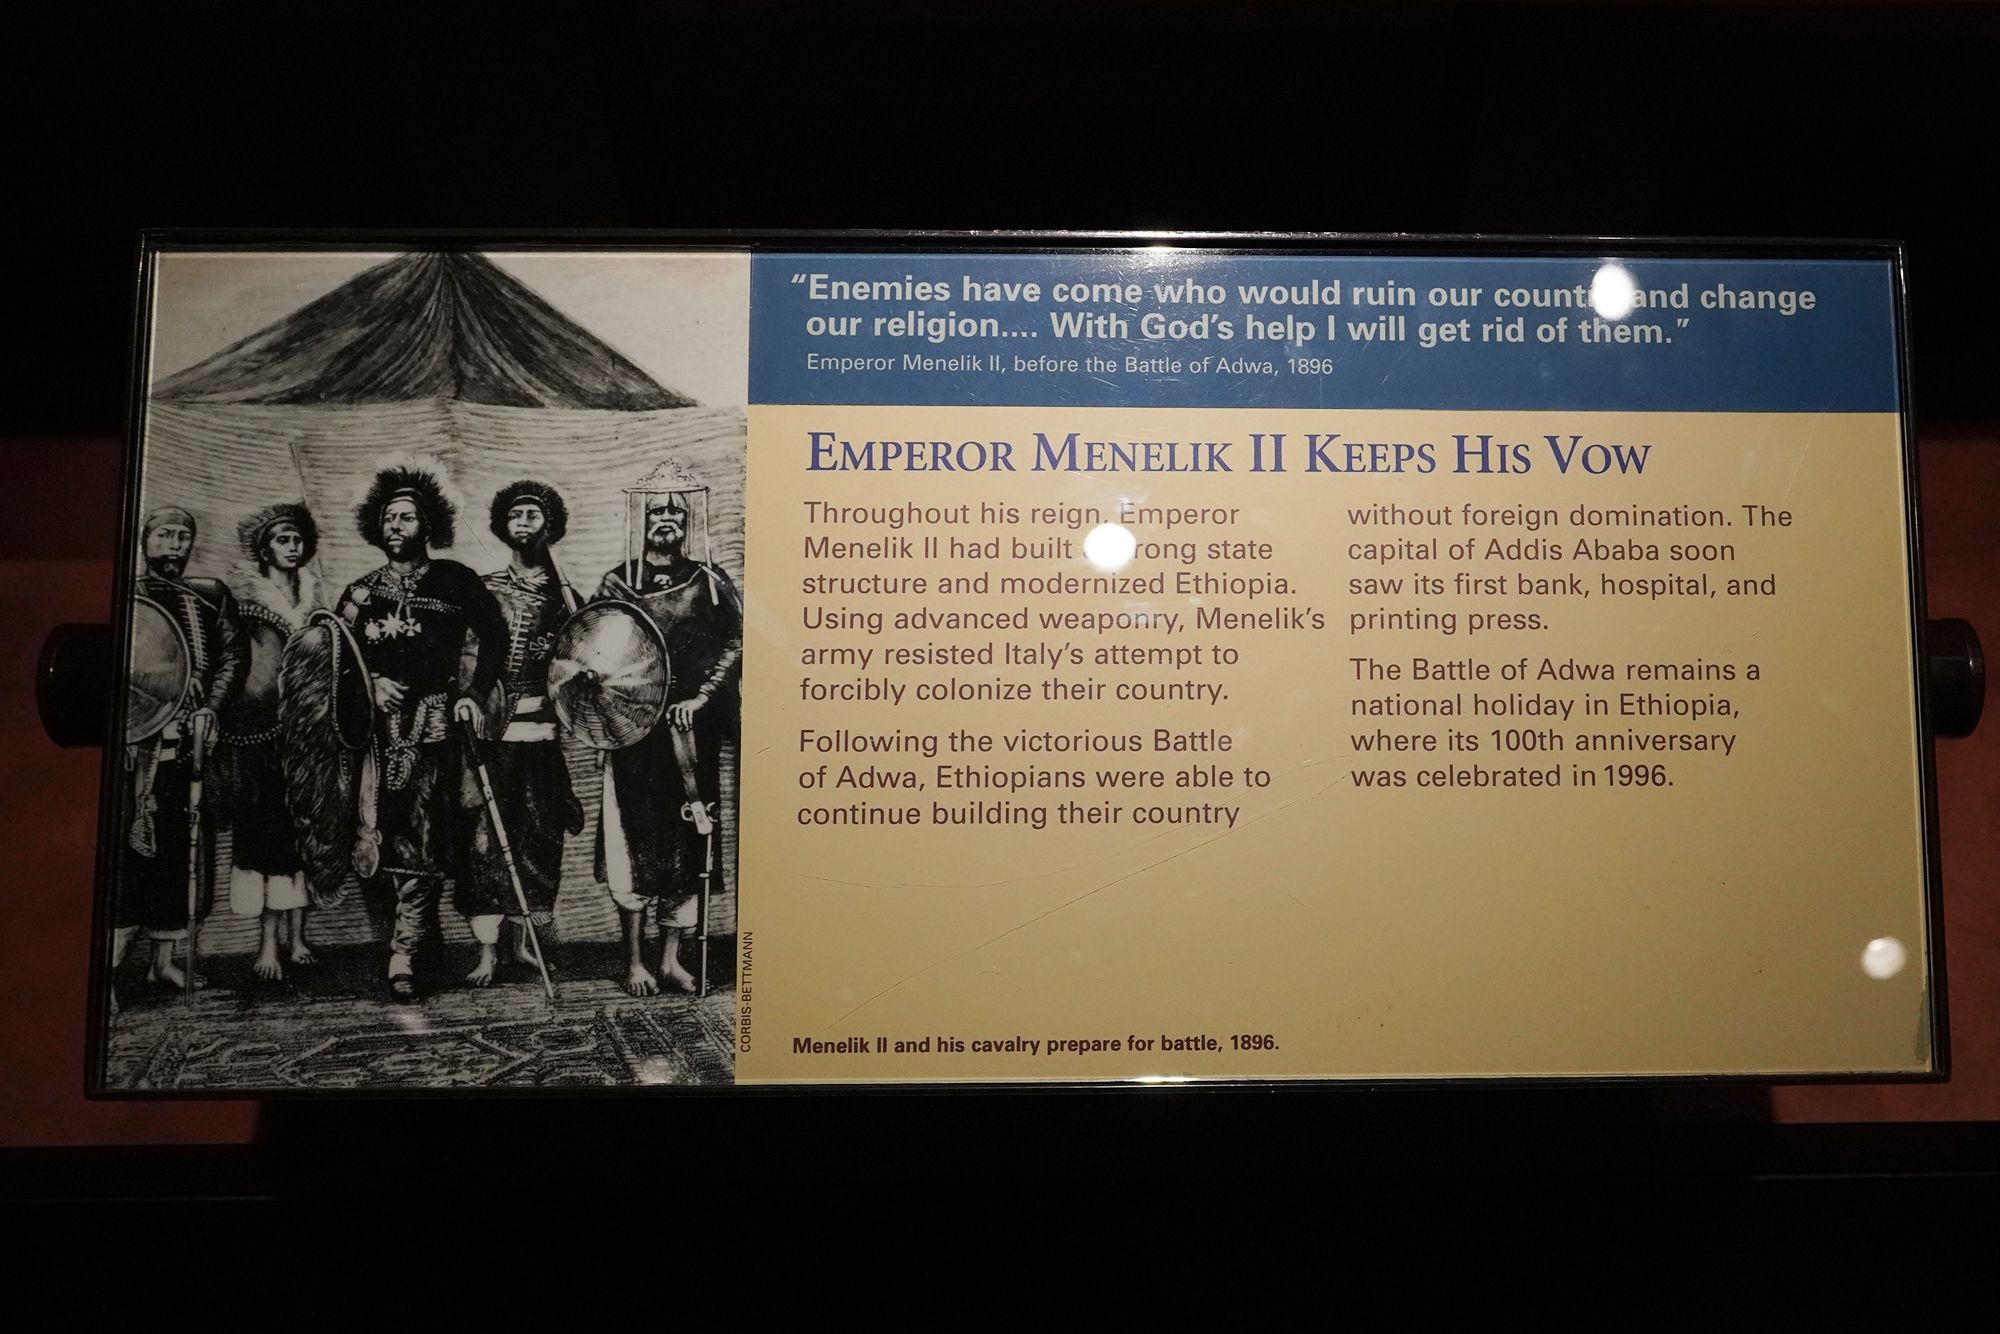 “Enemies have come who would ruin our and change
our religion.... With God’s help I will get rid of them.”
Emperor Menelik II, before the Battle of Adwa, 1896
EMPEROR MENELIK II KEEPS HIS VOW
Throughout his reign, Emperor
Menelik II had built state
structure and modernized Ethiopia.
Using advanced weaponry, Menelik’s
army resisted Italy’s attempt to
forcibly colonize their country.
Following the victorious Battle
of Adwa, Ethiopians were able to
continue building their country
without foreign domination. The
capital of Addis Ababa soon
saw its first bank, hospital, and
printing press.
The Battle of Adwa remains a
national holiday in Ethiopia,
where its 100th anniversary
was celebrated in 1996.
CORBIS-BETTMANN
Menelik II and his cavalry prepare for battle, 1896.